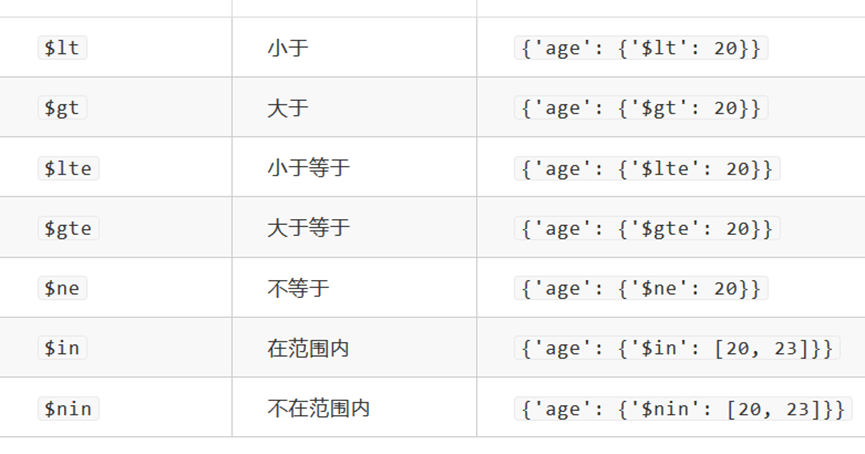 $lt 小于 {'age': {'$lt': 20}}
$gt 大于 {'age': {'$gt': 20}}
$lte 小于等于 {'age': {'$lte': 20}}
$gte 大于等于 {'age': {'$gte': 20}}
$ne 不等于 {'age': {'$ne': 20}}
$in 在范围内 {'age': {'$in': [20, 23]}}
$nin 不在范围内 {'age': {'$nin': [20, 23]}}